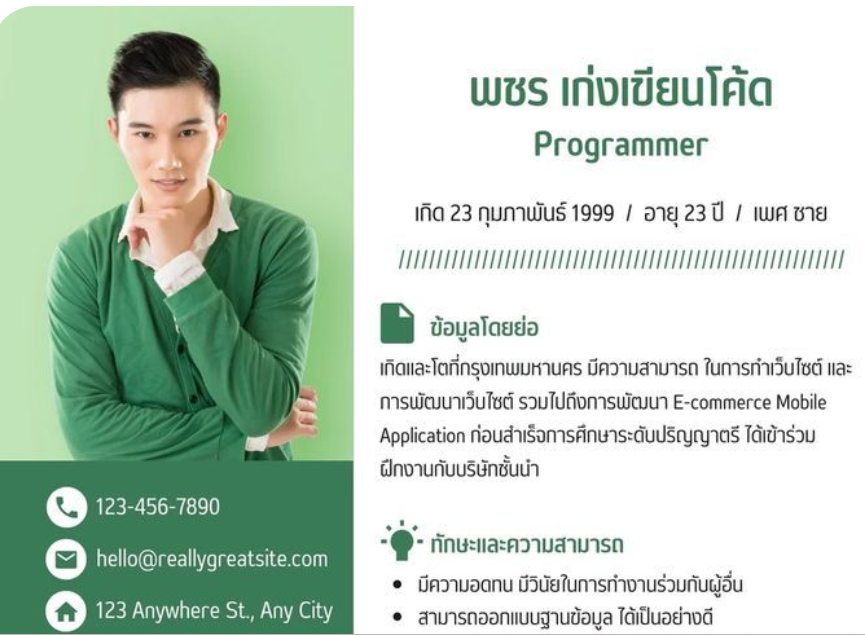 พชร เก่งเขียนโค้ด
Programmer
เกิด 23 กุมภาพันธ์ 1999 / อายุ 23 ปี / เพศ ชาย
ข้อมูลโดยย่อ
เกิดและโตที่กรุงเทพมหานคร มีความสามารถ ในการทำเว็บไซต์ และ
การพัฒนาเว็บไซต์ รวมไปถึงการพัฒนา E-commerce Mobile
Application ก่อนสำเร็จการศึกษาระดับปริญญาตรี ได้เข้าร่วม
ฝึกงานกับบริษัทชั้นนำ
ทักษะและความสามารถ
• มีความอดทน มีวินัยในการทำงานร่วมกับผู้อื่น
• สามารถออกแบบฐานข้อมูล ได้เป็นอย่างดี
123-456-7890
hello@reallygreatsite.com
123 Anywhere St., Any City